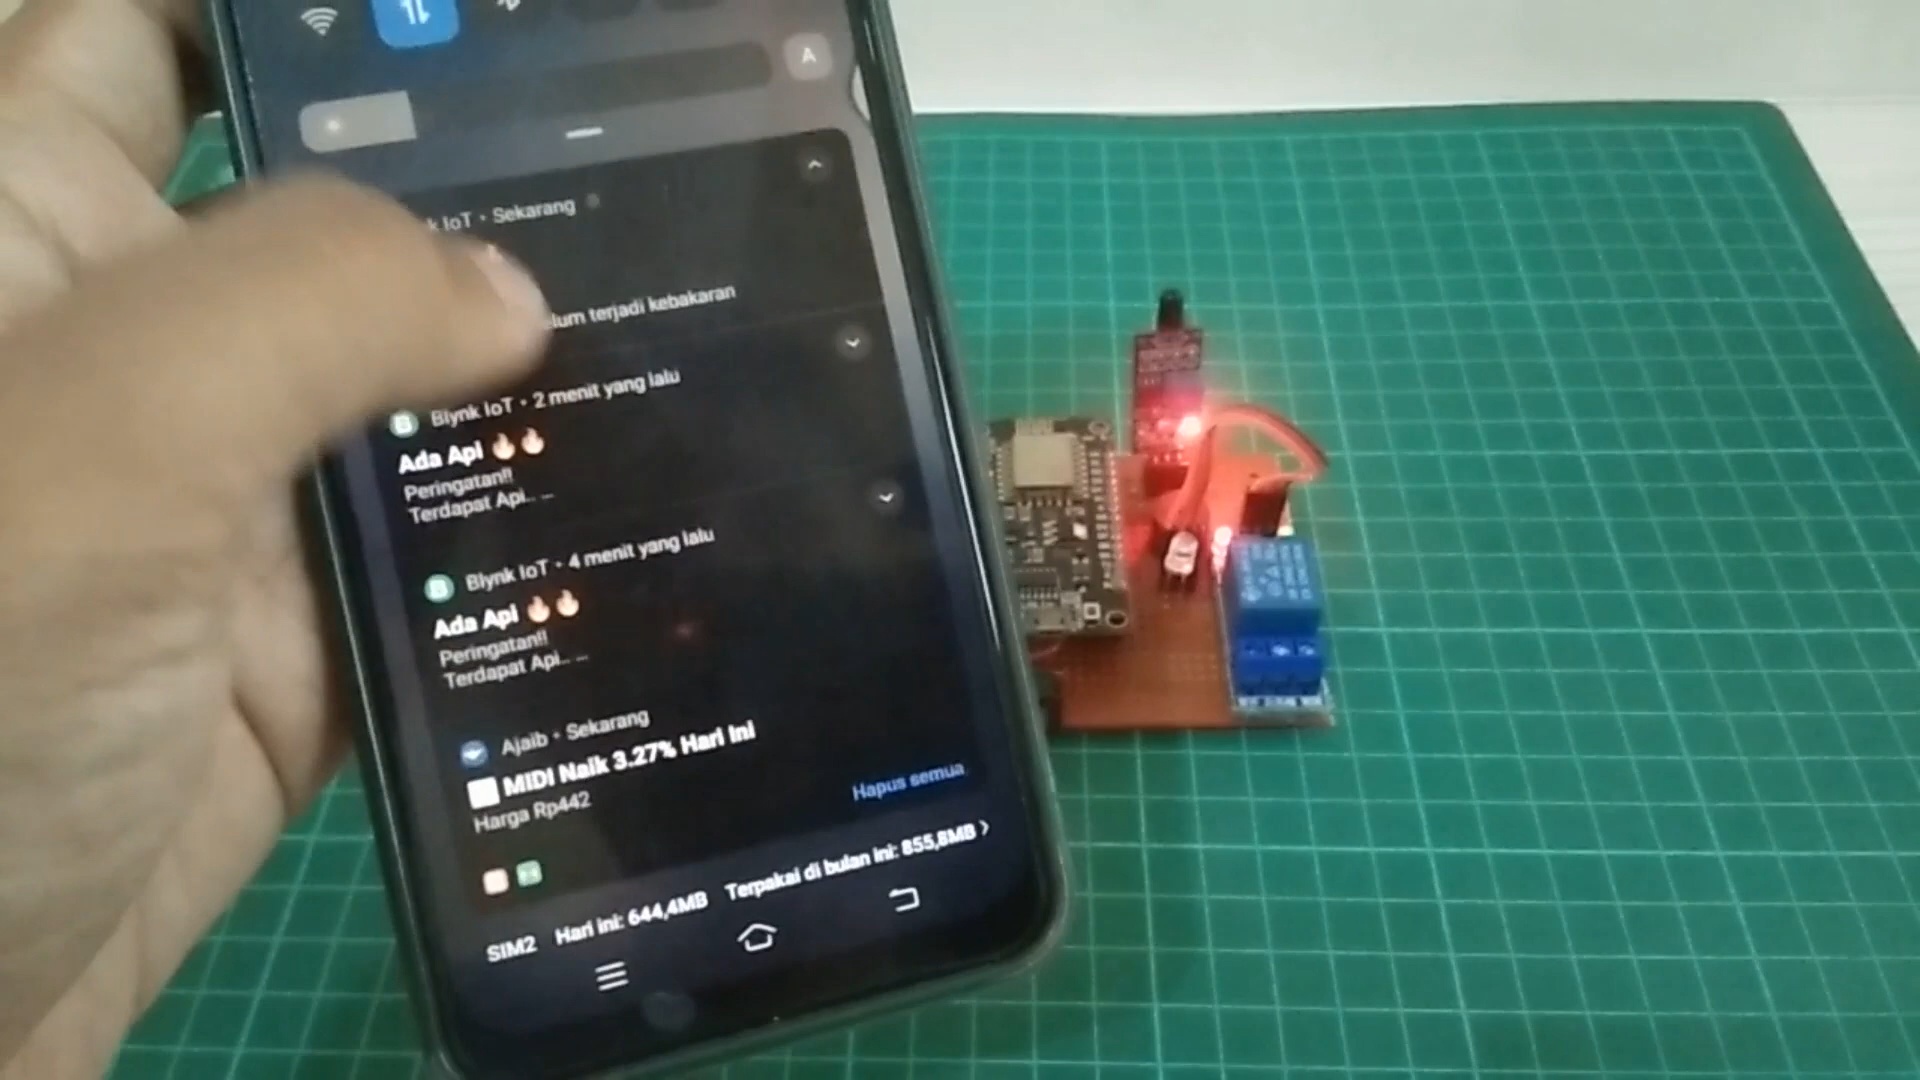 A
k IoT • Sekarang
elum terjadi kebakaran
Blynk IoT • 2 menit yang lalu
Ada Api 🔥🔥
Peringatan!!
Terdapat Api.. ...
Blynk IoT • 4 menit yang lalu
Ada Api 🔥🔥
Peringatan!!
Terdapat Api.. ...
Ajaib • Sekarang
MIDI Naik 3.27% Hari Ini
Harga Rp442
Hapus semua
SIM2 Hari ini: 644,4MB Terpakai di bulan ini: 855,8MB